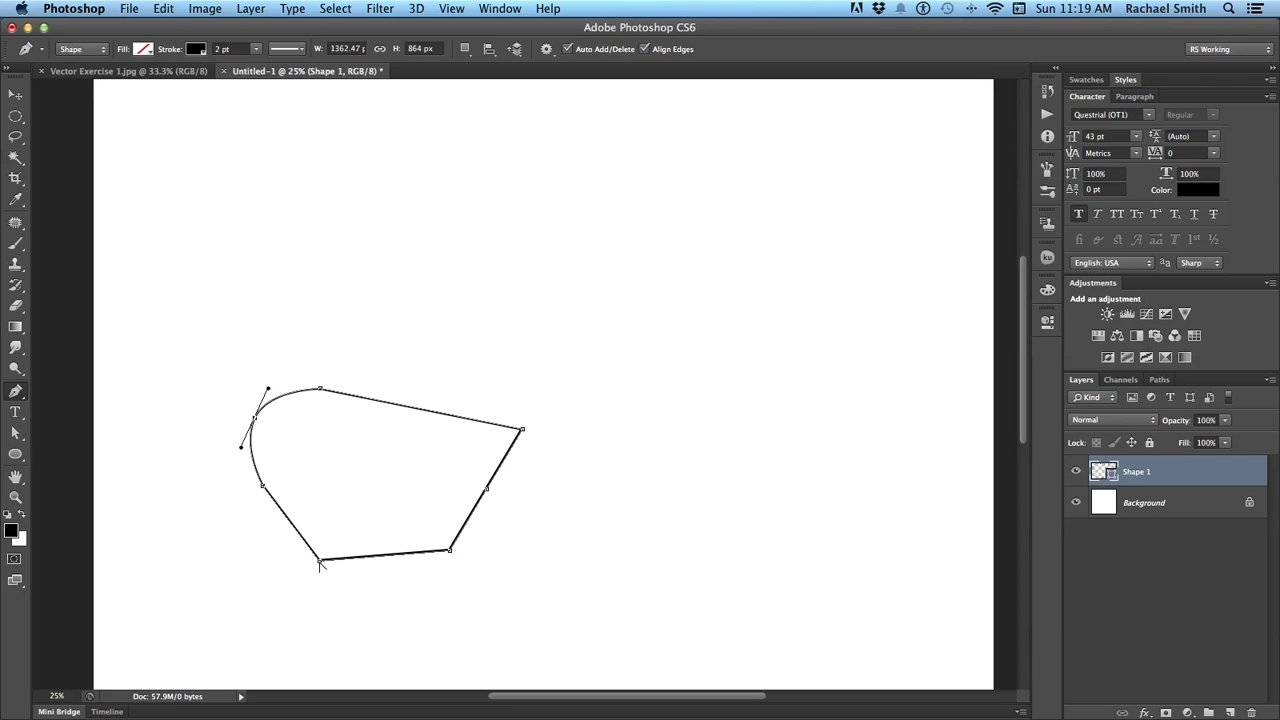 Photoshop File Edit Image Layer Type Select Filter 3D View Window Help Sun 11:19 AM Rachael Smith
Adobe Photoshop CS6
Shape Fill: Stroke: 2 pt W: 1362.47 p H: 864 px Auto Add/Delete Align Edges RS Working
Vector Exercise 1.jpg @ 33.3% (RGB/8) Untitled-1 @ 25% (Shape 1, RGB/8) *
Swatches Styles
Character Paragraph
Questrial (OT1) Regular
43 pt (Auto)
Metrics 0
100% 100%
0 pt Color:
English: USA Sharp
Adjustments
Add an adjustment
Layers Channels Paths
Kind
Normal Opacity: 100%
Lock: Fill: 100%
Shape 1
Background
25% Doc: 57.9M/0 bytes
Mini Bridge Timeline